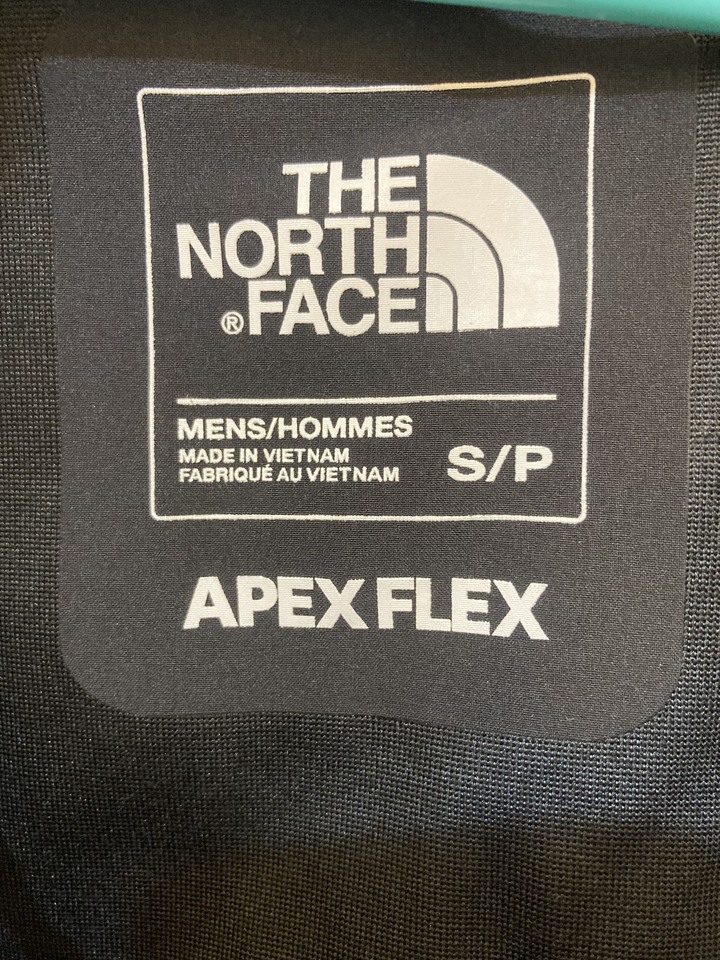 THE
NORTH
®FACE
MENS/HOMMES
MADE IN VIETNAM
FABRIQUÉ AU VIETNAM
S/P
APEX FLEX